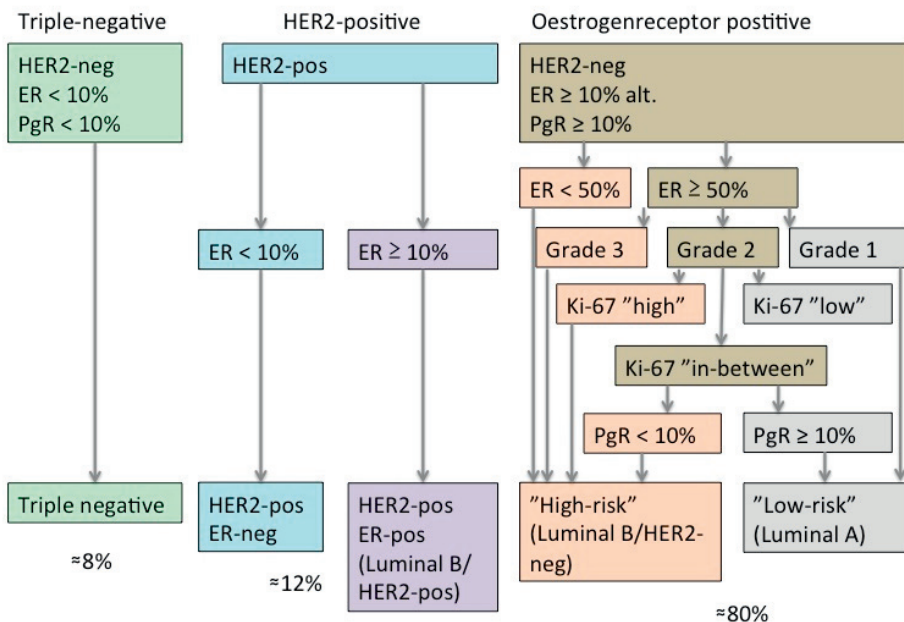 Triple-negative
HER2-positive
Oestrogenreceptor postitive
HER2-neg
ER < 10%
PgR < 10%
HER2-pos
HER2-neg
ER ≥ 10% alt.
PgR ≥ 10%
ER < 50%
ER ≥ 50%
ER < 10%
ER ≥ 10%
Grade 3
Grade 2
Grade 1
Ki-67 ”high”
Ki-67 ”low”
Ki-67 ”in-between”
PgR < 10%
PgR ≥ 10%
Triple negative
HER2-pos
ER-neg
HER2-pos
ER-pos
(Luminal B/
HER2-pos)
”High-risk”
(Luminal B/HER2-
neg)
”Low-risk”
(Luminal A)
≈8%
≈12%
≈80%